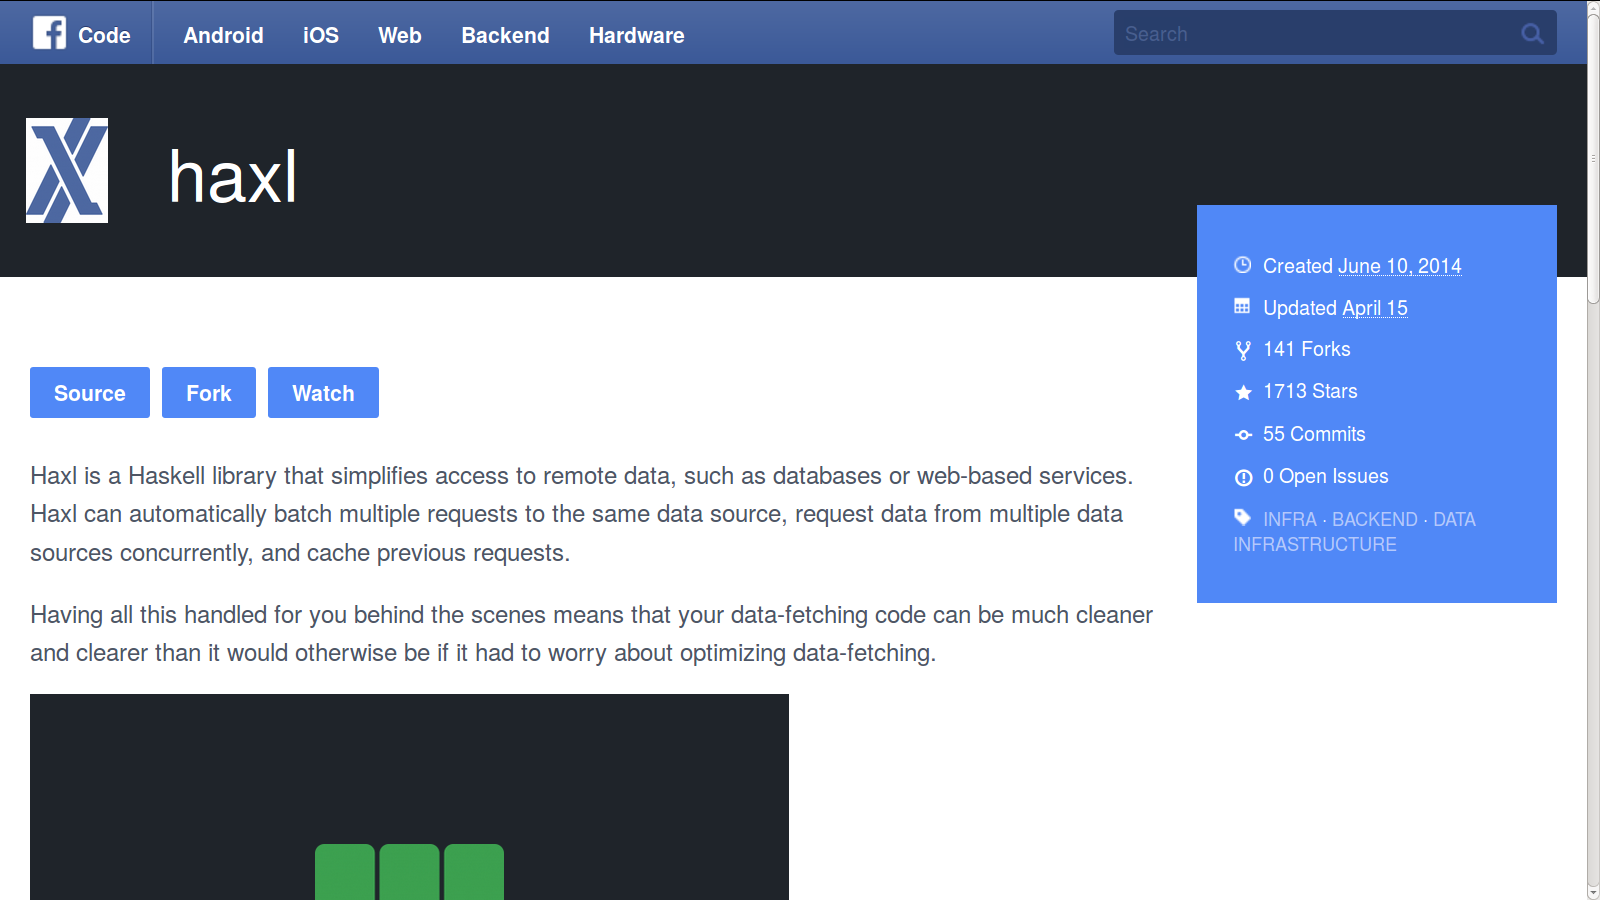 Code Android iOS Web Backend Hardware Search
haxl
Created June 10, 2014
Updated April 15
141 Forks
1713 Stars
55 Commits
0 Open Issues
INFRA · BACKEND · DATA
INFRASTRUCTURE
Source Fork Watch
Haxl is a Haskell library that simplifies access to remote data, such as databases or web-based services.
Haxl can automatically batch multiple requests to the same data source, request data from multiple data
sources concurrently, and cache previous requests.
Having all this handled for you behind the scenes means that your data-fetching code can be much cleaner
and clearer than it would otherwise be if it had to worry about optimizing data-fetching.